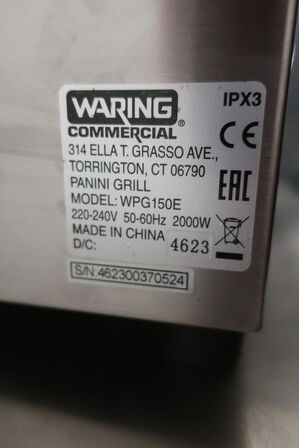 WARING® IPX3
COMMERCIAL CE
314 ELLA T. GRASSO AVE.,
TORRINGTON, CT 06790
PANINI GRILL EAC
MODEL: WPG150E
220-240V 50-60Hz 2000W
MADE IN CHINA
D/C: 4623
S/N:462300370524